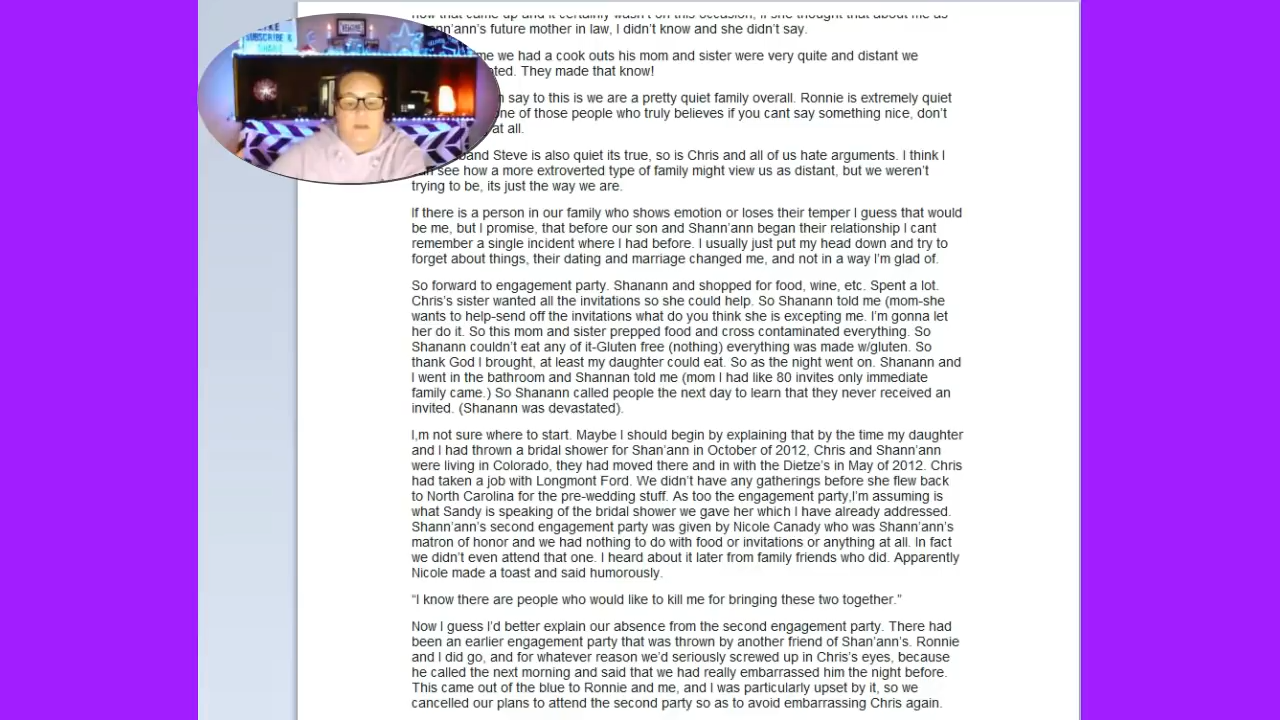 SUBSCRIBE &
now that came up and it certainly wasn't on this occasion, if she thought that about me as
ann'ann's future mother in law, I didn't know and she didn't say.
me we had a cook outs his mom and sister were very quite and distant we
ted. They made that know!
say to this is we are a pretty quiet family overall. Ronnie is extremely quiet
ne of those people who truly believes if you cant say something nice, don't
at all.
band Steve is also quiet its true, so is Chris and all of us hate arguments. I think I
see how a more extroverted type of family might view us as distant, but we weren't
trying to be, its just the way we are.
If there is a person in our family who shows emotion or loses their temper I guess that would
be me, but I promise, that before our son and Shann'ann began their relationship I cant
remember a single incident where I had before. I usually just put my head down and try to
forget about things, their dating and marriage changed me, and not in a way I'm glad of.
So forward to engagement party. Shanann and shopped for food, wine, etc. Spent a lot.
Chris's sister wanted all the invitations so she could help. So Shanann told me (mom-she
wants to help-send off the invitations what do you think she is excepting me. I'm gonna let
her do it. So this mom and sister prepped food and cross contaminated everything. So
Shanann couldn't eat any of it-Gluten free (nothing) everything was made w/gluten. So
thank God I brought, at least my daughter could eat. So as the night went on. Shanann and
I went in the bathroom and Shannan told me (mom I had like 80 invites only immediate
family came.) So Shanann called people the next day to learn that they never received an
invited. (Shanann was devastated).
I,m not sure where to start. Maybe I should begin by explaining that by the time my daughter
and I had thrown a bridal shower for Shan'ann in October of 2012, Chris and Shann'ann
were living in Colorado, they had moved there and in with the Dietze's in May of 2012. Chris
had taken a job with Longmont Ford. We didn't have any gatherings before she flew back
to North Carolina for the pre-wedding stuff. As too the engagement party,I'm assuming is
what Sandy is speaking of the bridal shower we gave her which I have already addressed.
Shann'ann's second engagement party was given by Nicole Canady who was Shann'ann's
matron of honor and we had nothing to do with food or invitations or anything at all. In fact
we didn't even attend that one. I heard about it later from family friends who did. Apparently
Nicole made a toast and said humorously.
“I know there are people who would like to kill me for bringing these two together.”
Now I guess I'd better explain our absence from the second engagement party. There had
been an earlier engagement party that was thrown by another friend of Shan'ann's. Ronnie
and I did go, and for whatever reason we'd seriously screwed up in Chris's eyes, because
he called the next morning and said that we had really embarrassed him the night before.
This came out of the blue to Ronnie and me, and I was particularly upset by it, so we
cancelled our plans to attend the second party so as to avoid embarrassing Chris again.